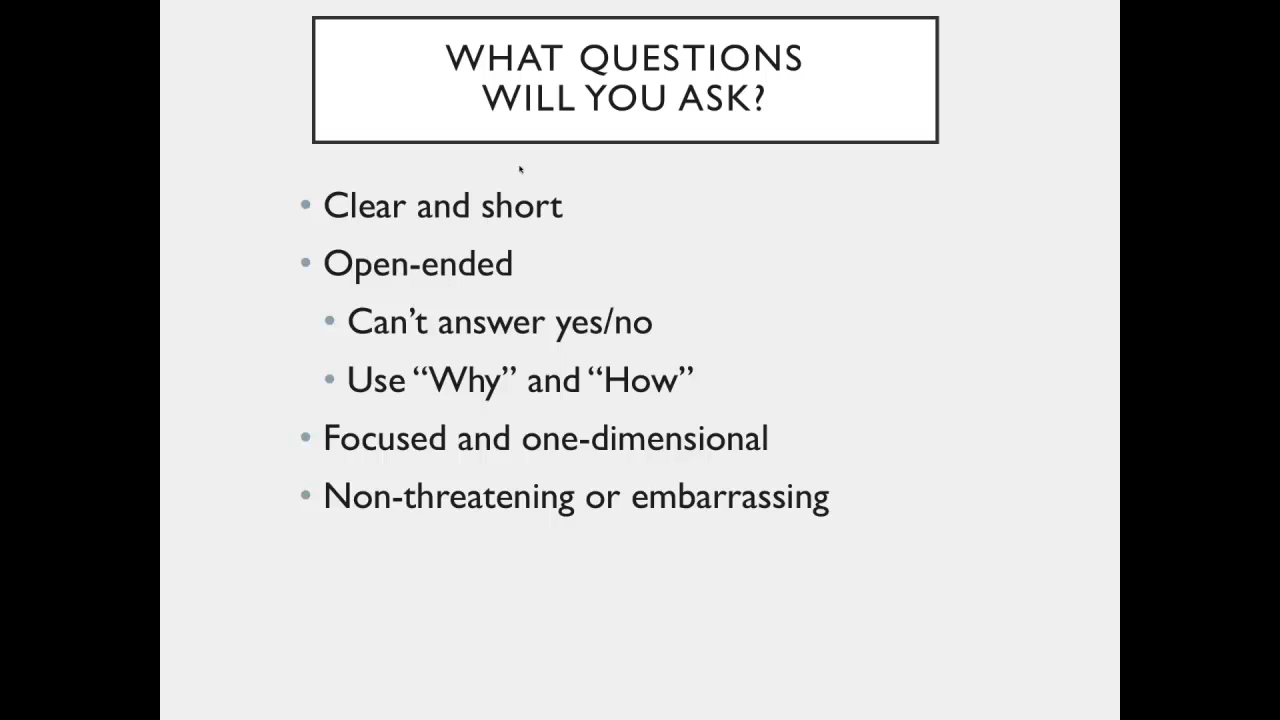 WHAT QUESTIONS
WILL YOU ASK?
• Clear and short
• Open-ended
• Can’t answer yes/no
• Use “Why” and “How”
• Focused and one-dimensional
• Non-threatening or embarrassing